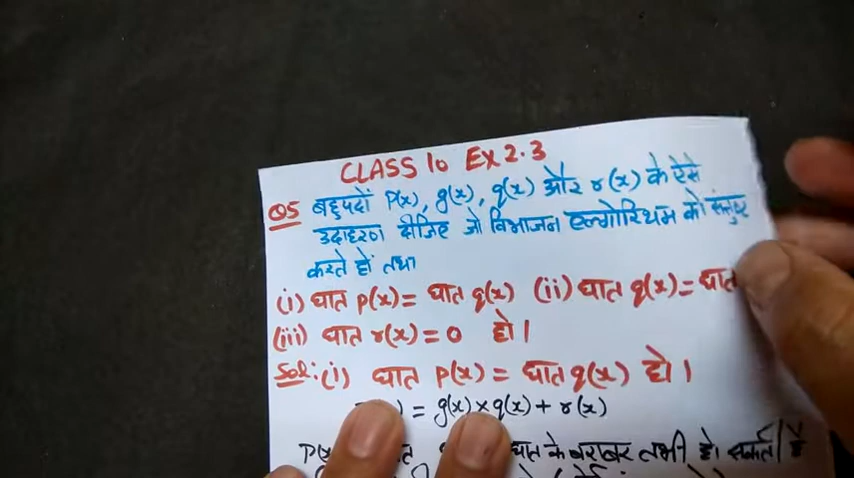 CLASS 10 Ex 2.3
Q5 बहुपदों P(x), g(x), q(x) और r(x) के ऐसे
उदाहरण दीजिए जो विभाजन एल्गोरिथम को संतुष्ट
करते हों तथा
(i) घात p(x) = घात q(x) (ii) घात q(x) = घात
(iii) घात r(x) = 0 हो।
Sol: (i) घात p(x) = घात q(x) हो।
= g(x) × q(x) + r(x)
घात के बराबर तभी हो सकती है